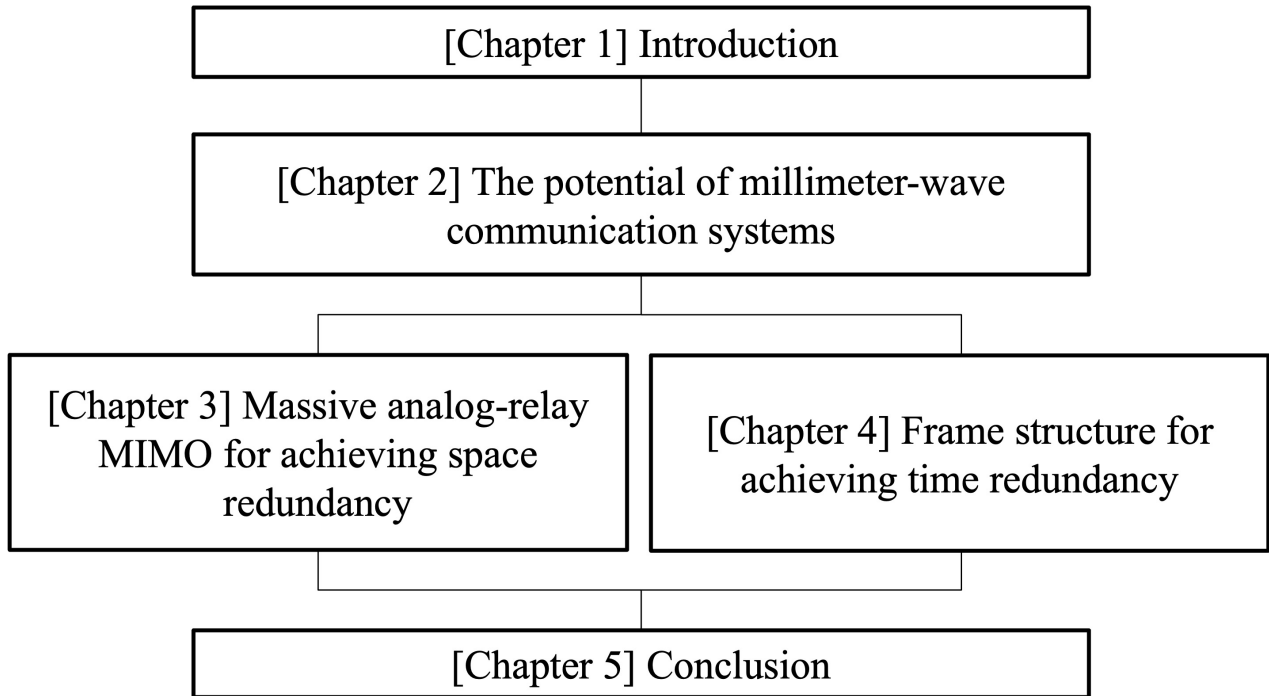 [Chapter 1] Introduction
[Chapter 2] The potential of millimeter-wave
communication systems
[Chapter 3] Massive analog-relay
MIMO for achieving space
redundancy
[Chapter 4] Frame structure for
achieving time redundancy
[Chapter 5] Conclusion